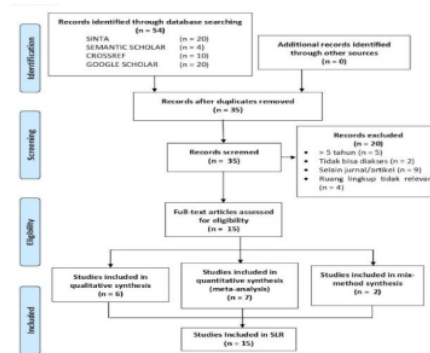 Identification
Records identified through database searching
(n = 54)
SINTA (n = 20)
SEMANTIC SCHOLAR (n = 4)
CROSSREF (n = 10)
GOOGLE SCHOLAR (n = 20)
Additional records identified
through other sources
(n = 0)
Records after duplicates removed
(n = 35)
Screening
Records screened
(n = 35)
Records excluded
(n = 20)
• > 5 tahun (n = 5)
• Tidak bisa diakses (n = 2)
• Selain jurnal/artikel (n = 9)
• Ruang lingkup tidak relevan
(n = 4)
Eligibility
Full-text articles assessed
for eligibility
(n = 15)
Studies included in
qualitative synthesis
(n = 6)
Studies included in
quantitative synthesis
(meta-analysis)
(n = 7)
Studies included in mix-
method synthesis
(n = 2)
Included
Studies Included in SLR
(n = 15)